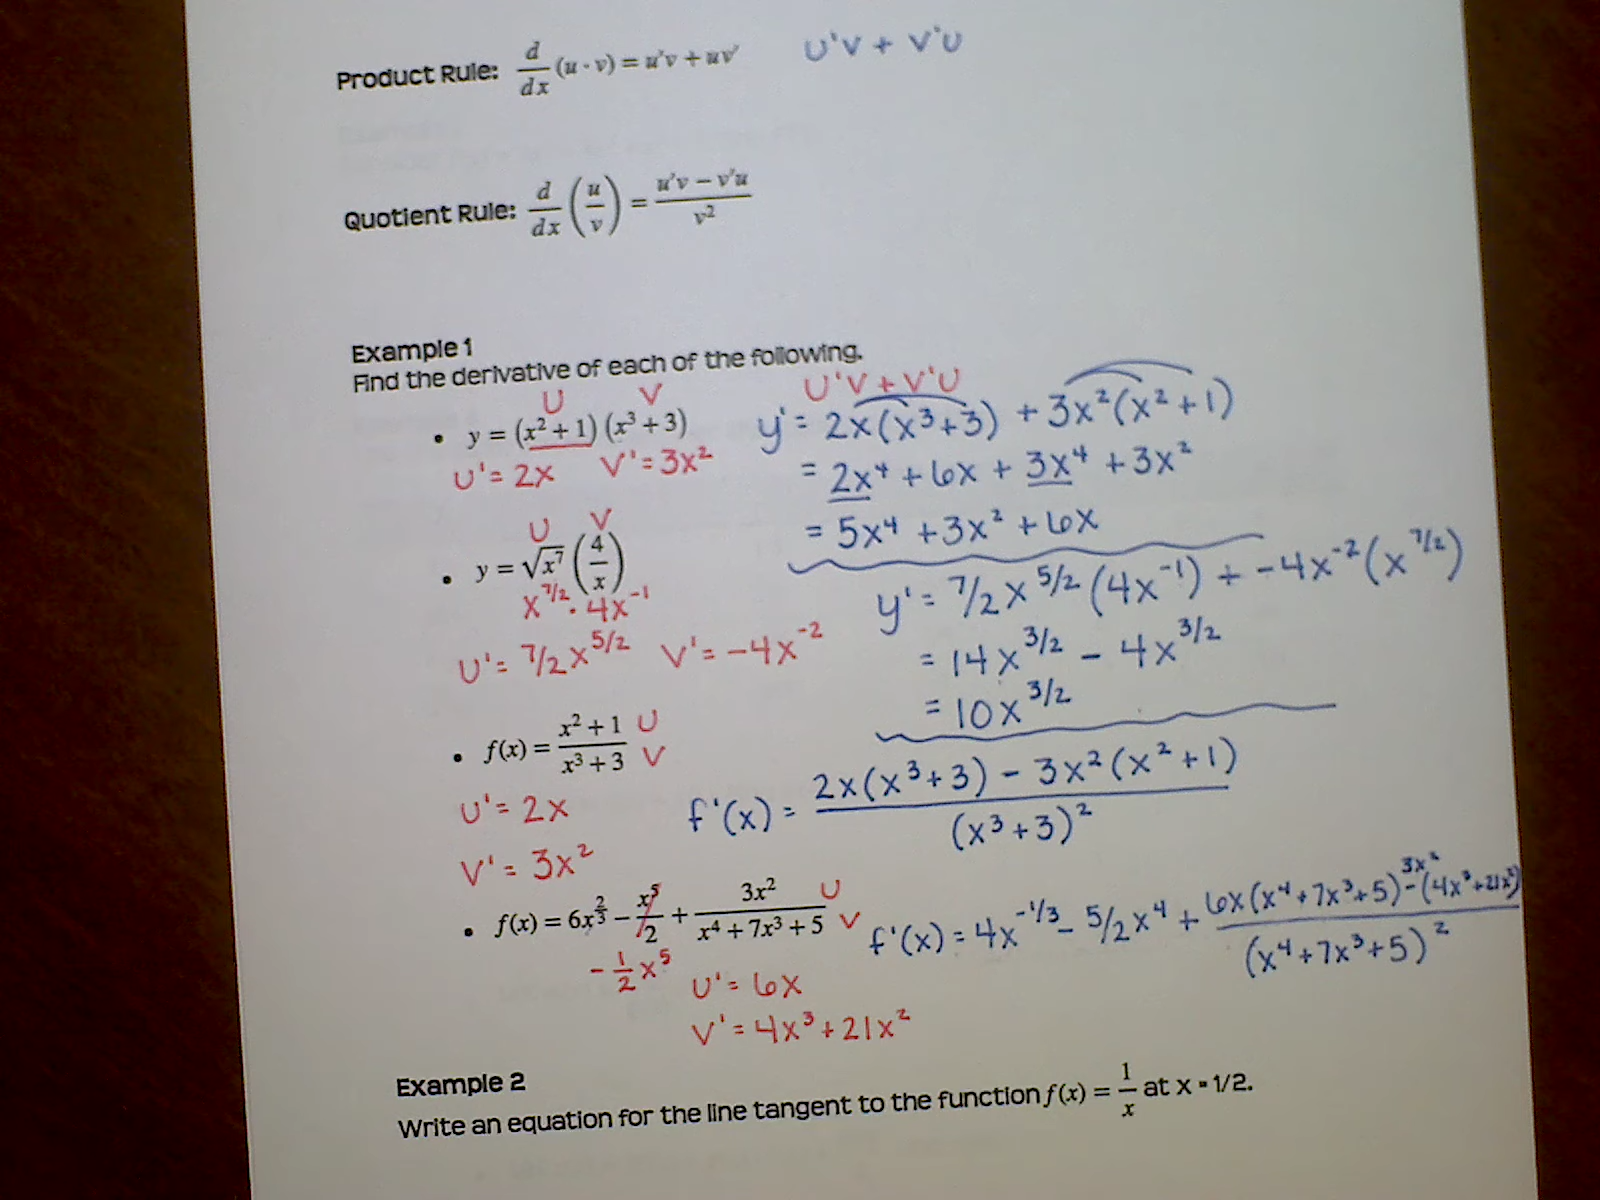 Product Rule: d/dx (u · v) = u'v + uv' U'V + V'U
Quotient Rule: d/dx (u/v) = (u'v − v'u)/v²
Example 1
Find the derivative of each of the following.
U V U'V + V'U
• y = (x² + 1) (x³ + 3) y' = 2x(x³+3) + 3x²(x²+1)
U' = 2x V' = 3x² = 2x⁴ + 6x + 3x⁴ + 3x²
= 5x⁴ + 3x² + 6x
U V
• y = √x⁷ (4/x) y' = 7/2 x^5/2 (4x^-1) + -4x^-2 (x^7/2)
x^7/2 · 4x^-1
U' = 7/2 x^5/2 V' = -4x^-2 = 14x^3/2 - 4x^3/2
= 10x^3/2
• f(x) = (x² + 1)/(x³ + 3) U V
U' = 2x f'(x) = (2x(x³+3) - 3x²(x²+1))/(x³+3)²
V' = 3x²
• f(x) = 6x^2/3 − x⁵/2 + 3x²/(x⁴ + 7x³ + 5) U V f'(x) = 4x^-1/3 - 5/2 x⁴ + (6x(x⁴+7x³+5) - 3x²(4x³+21x²))/(x⁴+7x³+5)²
- 1/2 x⁵ U' = 6x
V' = 4x³ + 21x²
Example 2
Write an equation for the line tangent to the function f(x) = 1/x at x = 1/2.